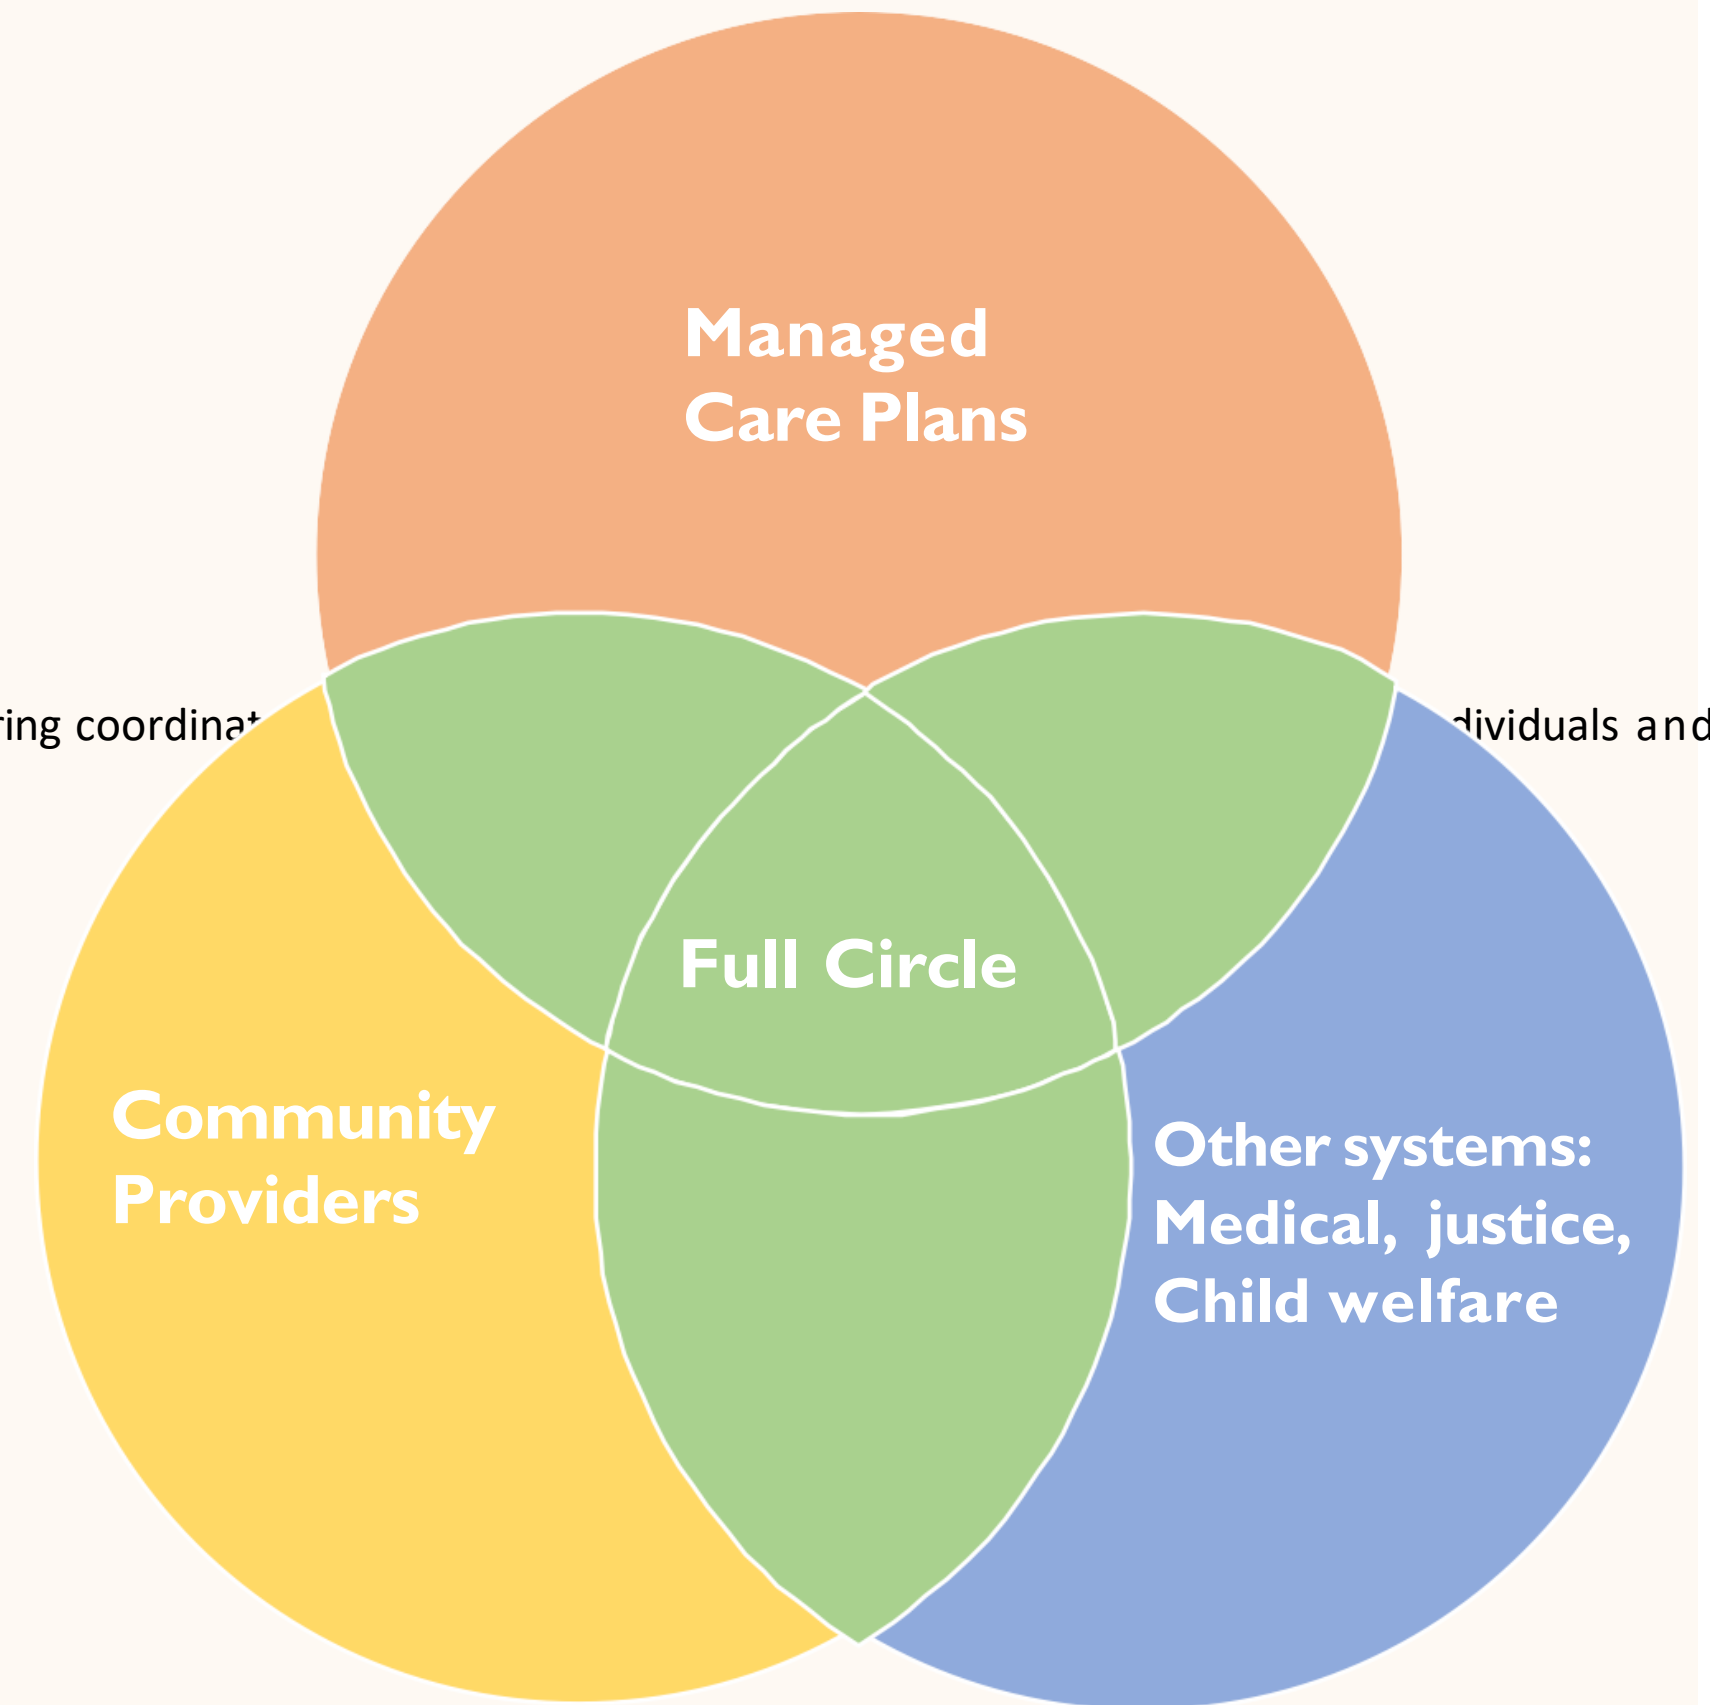 Managed
Care Plans
ring coordinat
dividuals and
Full Circle
Community
Providers
Other systems:
Medical, justice,
Child welfare